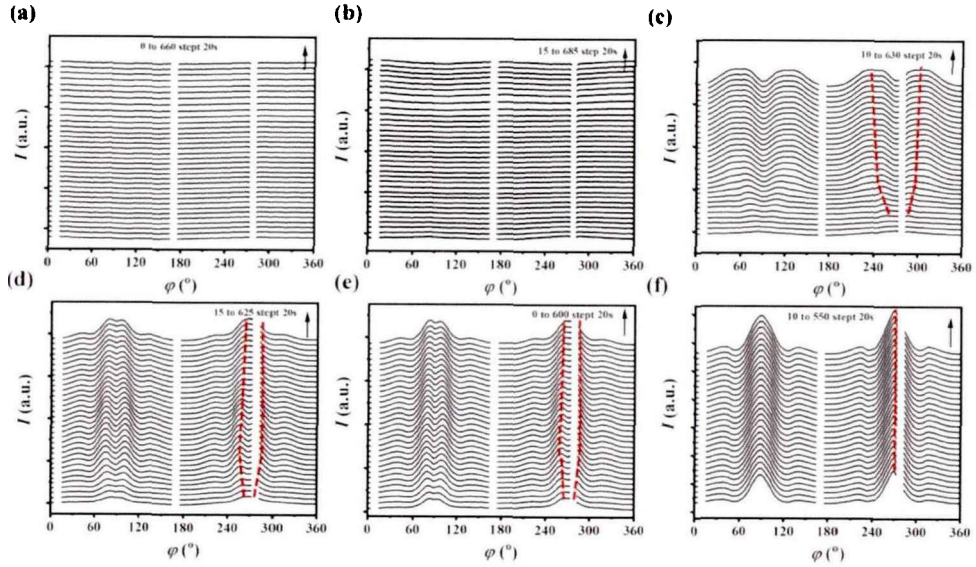 (a)
0 to 660 stept 20s
I (a.u.)
0 60 120 180 240 300 360
φ (°)
(b)
15 to 685 step 20s
I (a.u.)
0 60 120 180 240 300 360
φ (°)
(c)
10 to 630 stept 20s
I (a.u.)
0 60 120 180 240 300 360
φ (°)
(d)
15 to 625 stept 20s
I (a.u.)
0 60 120 180 240 300 360
φ (°)
(e)
0 to 600 stept 20s
I (a.u.)
0 60 120 180 240 300 360
φ (°)
(f)
10 to 550 stept 20s
I (a.u.)
0 60 120 180 240 300 360
φ (°)